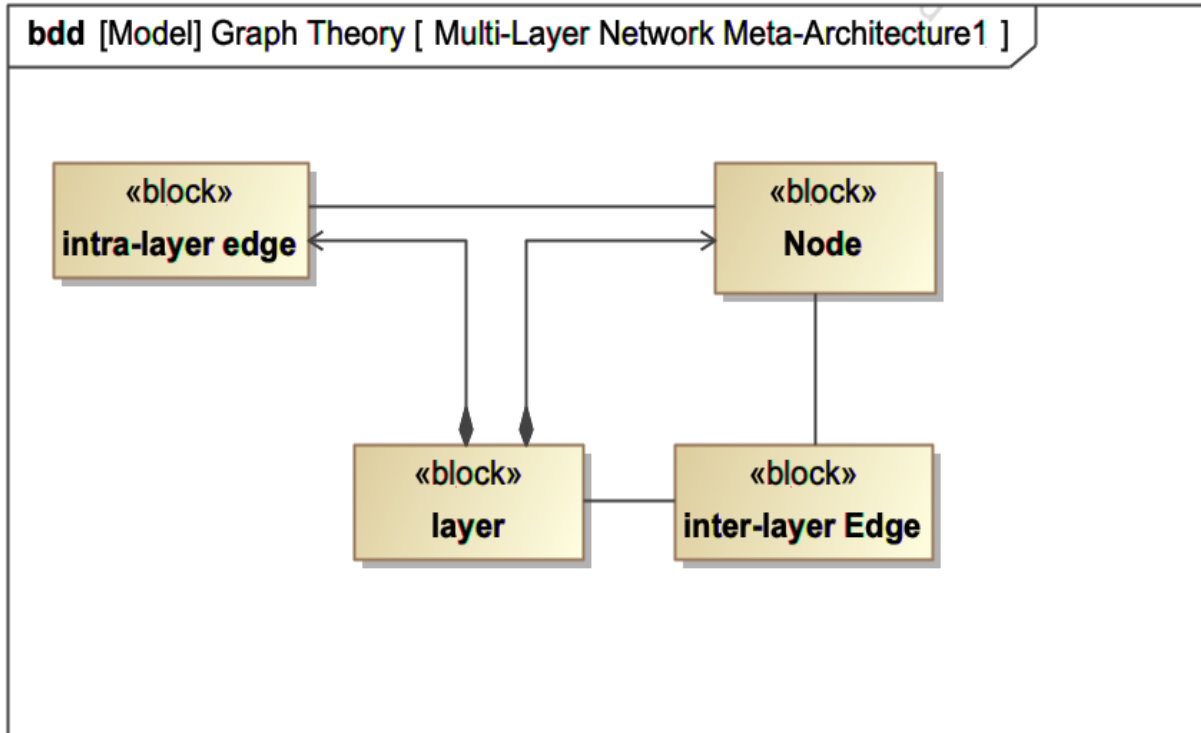 bdd [Model] Graph Theory [ Multi-Layer Network Meta-Architecture1 ]
«block»
intra-layer edge
«block»
Node
«block»
layer
«block»
inter-layer Edge